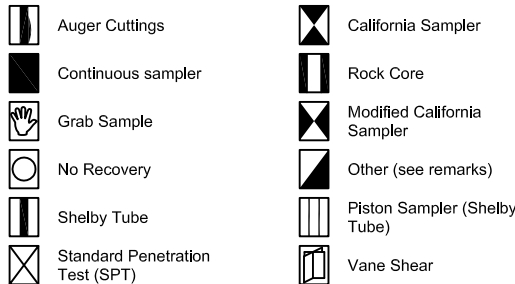 Auger Cuttings
Continuous sampler
Grab Sample
No Recovery
Shelby Tube
Standard Penetration
Test (SPT)
California Sampler
Rock Core
Modified California
Sampler
Other (see remarks)
Piston Sampler (Shelby
Tube)
Vane Shear